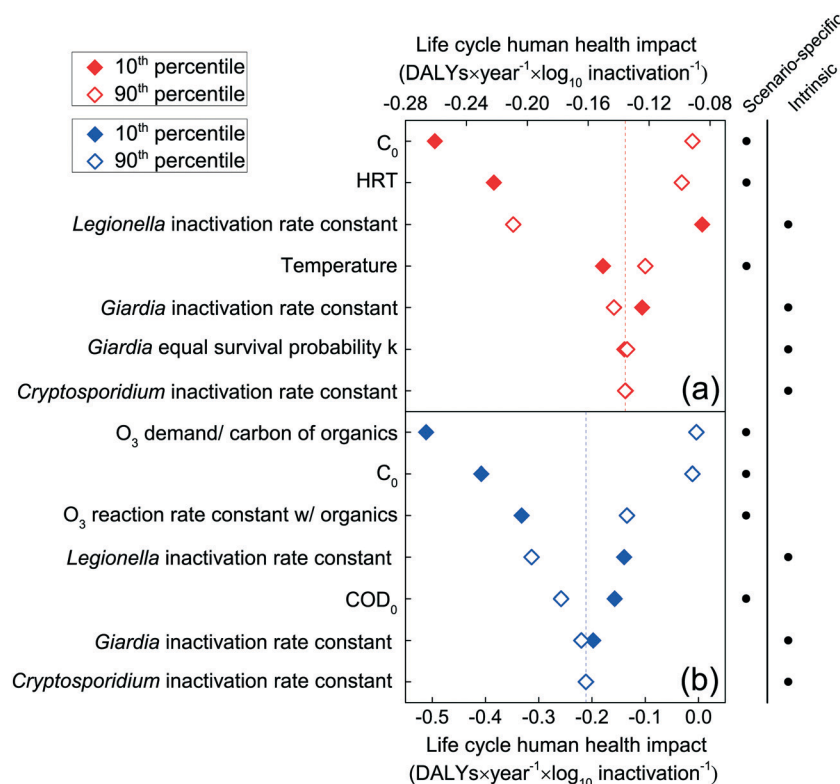 Life cycle human health impact
(DALYs×year⁻¹×log₁₀ inactivation⁻¹)
10ᵗʰ percentile
90ᵗʰ percentile
10ᵗʰ percentile
90ᵗʰ percentile
-0.28 -0.24 -0.20 -0.16 -0.12 -0.08
Scenario-specific
Intrinsic
C₀
HRT
Legionella inactivation rate constant
Temperature
Giardia inactivation rate constant
Giardia equal survival probability k
Cryptosporidium inactivation rate constant
(a)
O₃ demand/ carbon of organics
C₀
O₃ reaction rate constant w/ organics
Legionella inactivation rate constant
COD₀
Giardia inactivation rate constant
Cryptosporidium inactivation rate constant
(b)
-0.5 -0.4 -0.3 -0.2 -0.1 0.0
Life cycle human health impact
(DALYs×year⁻¹×log₁₀ inactivation⁻¹)